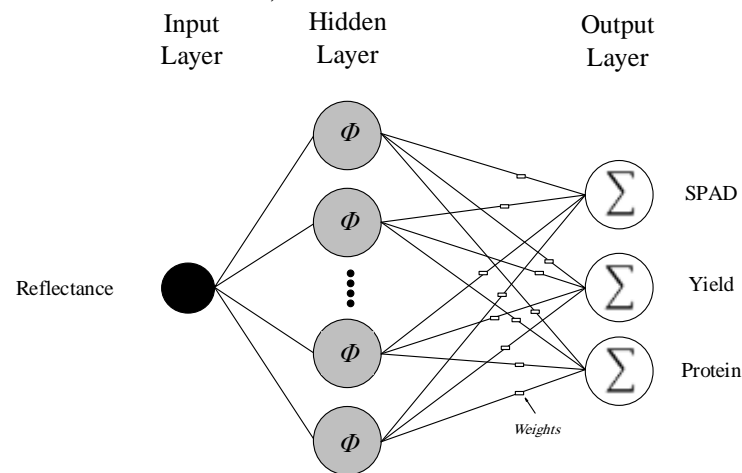 Input
Layer
Hidden
Layer
Output
Layer
Φ
Φ
Φ
Φ
Σ
Σ
Σ
SPAD
Yield
Protein
Reflectance
Weights